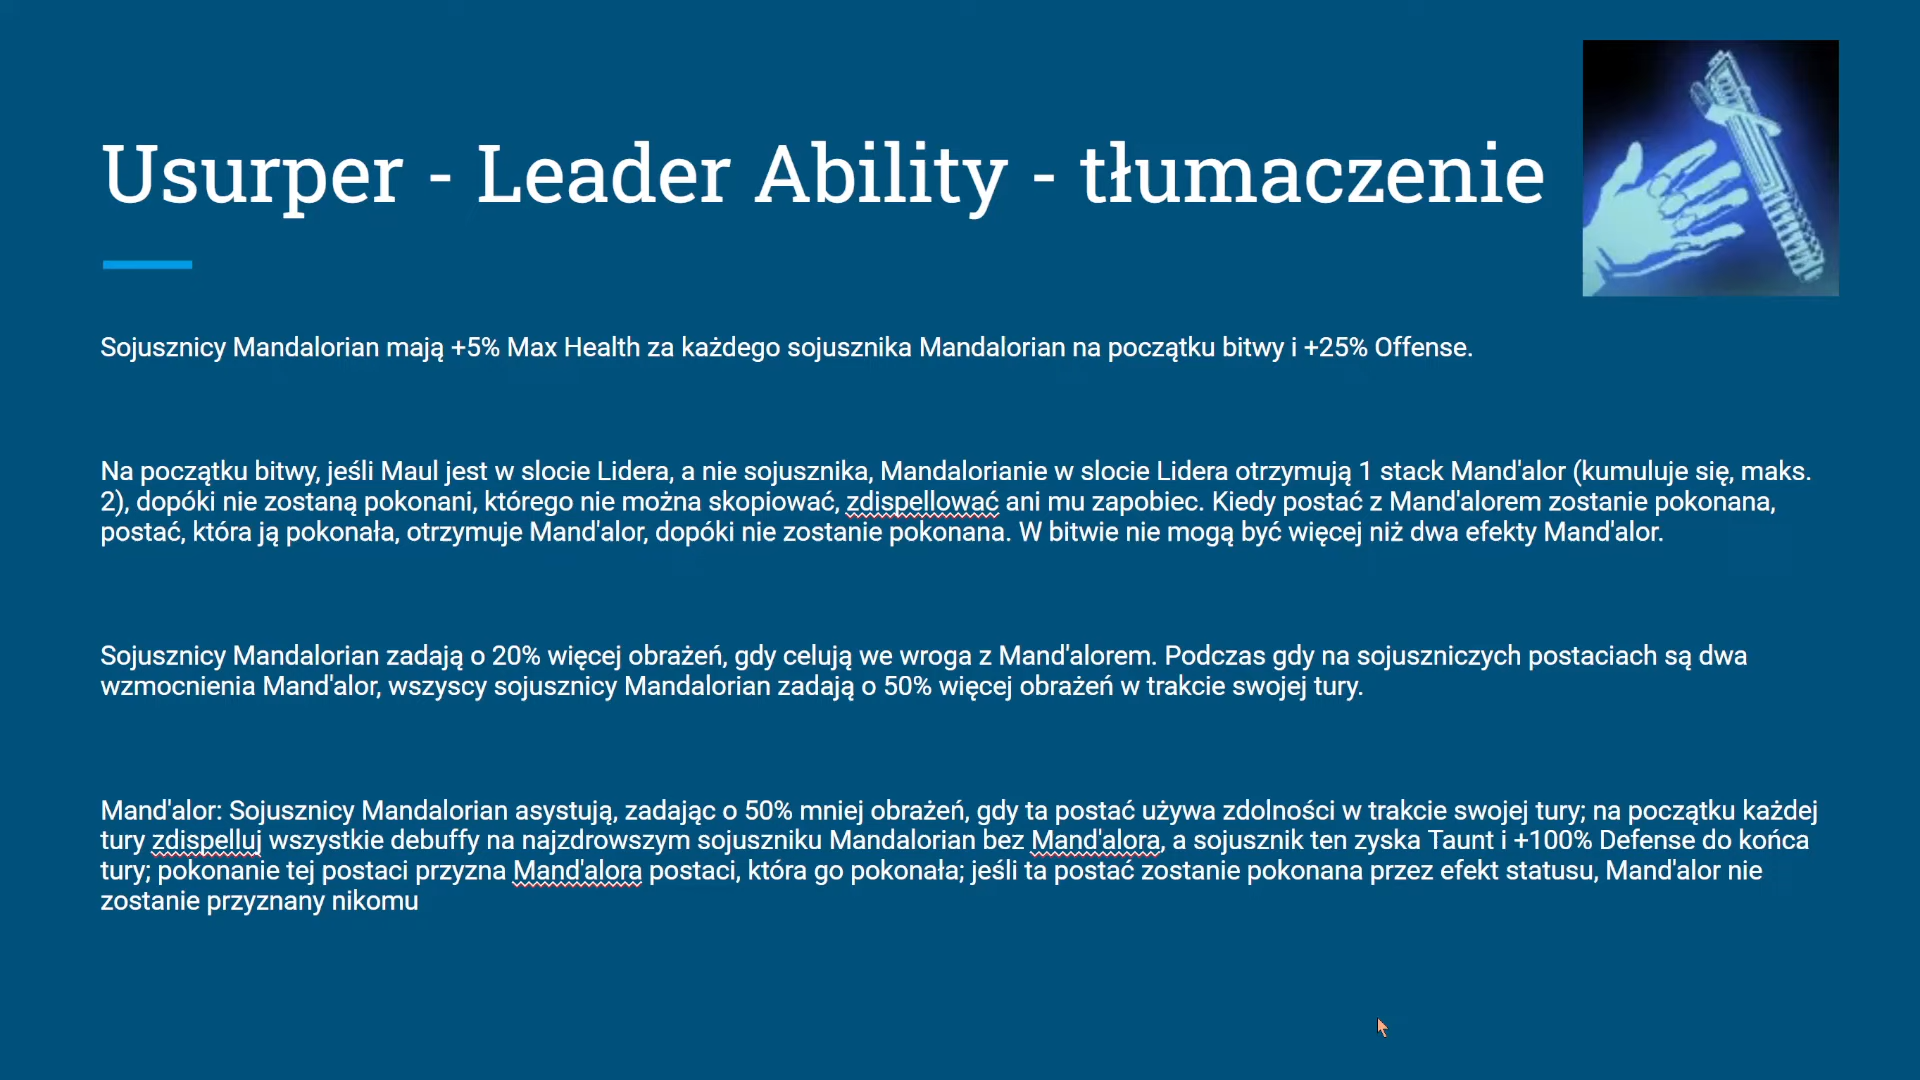 Usurper - Leader Ability - tłumaczenie
Sojusznicy Mandalorian mają +5% Max Health za każdego sojusznika Mandalorian na początku bitwy i +25% Offense.
Na początku bitwy, jeśli Maul jest w slocie Lidera, a nie sojusznika, Mandalorianie w slocie Lidera otrzymują 1 stack Mand'alor (kumuluje się, maks.
2), dopóki nie zostaną pokonani, którego nie można skopiować, zdispellować ani mu zapobiec. Kiedy postać z Mand'alorem zostanie pokonana,
postać, która ją pokonała, otrzymuje Mand'alor, dopóki nie zostanie pokonana. W bitwie nie mogą być więcej niż dwa efekty Mand'alor.
Sojusznicy Mandalorian zadają o 20% więcej obrażeń, gdy celują we wroga z Mand'alorem. Podczas gdy na sojuszniczych postaciach są dwa
wzmocnienia Mand'alor, wszyscy sojusznicy Mandalorian zadają o 50% więcej obrażeń w trakcie swojej tury.
Mand'alor: Sojusznicy Mandalorian asystują, zadając o 50% mniej obrażeń, gdy ta postać używa zdolności w trakcie swojej tury; na początku każdej
tury zdispelluj wszystkie debuffy na najzdrowszym sojuszniku Mandalorian bez Mand'alora, a sojusznik ten zyska Taunt i +100% Defense do końca
tury; pokonanie tej postaci przyzna Mand'alora postaci, która go pokonała; jeśli ta postać zostanie pokonana przez efekt statusu, Mand'alor nie
zostanie przyznany nikomu